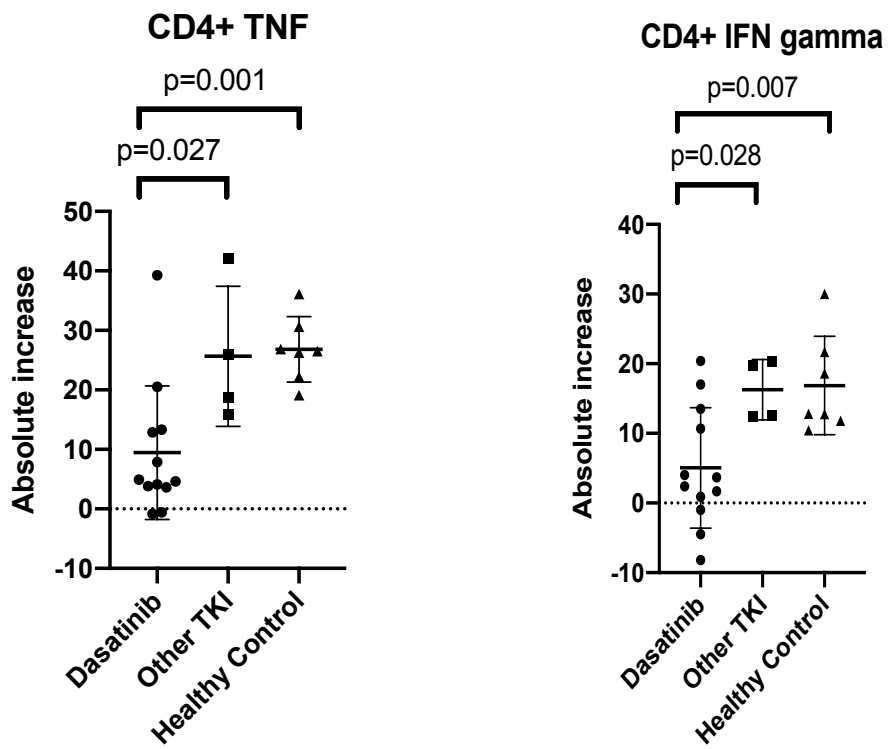 CD4+ TNF
p=0.001
p=0.027
50
40
30
20
10
0
-10
Absolute increase
Dasatinib
Other TKI
Healthy Control
CD4+ IFN gamma
p=0.007
p=0.028
40
30
20
10
0
-10
Absolute increase
Dasatinib
Other TKI
Healthy Control